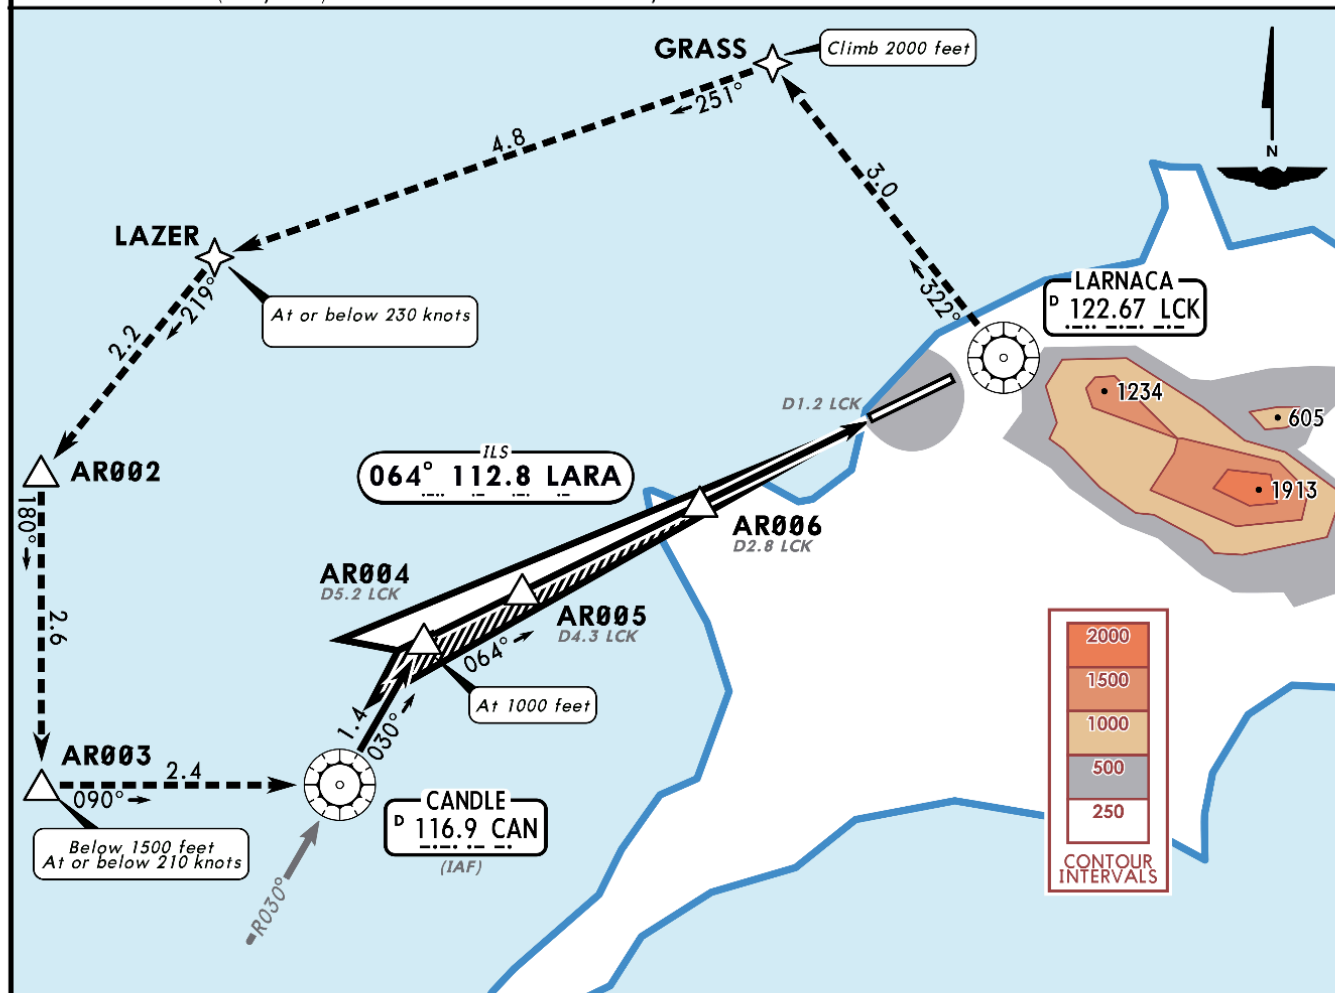 GRASS
Climb 2000 feet
251°
4.8
3.0
N
LAZER
219°
At or below 230 knots
322°
LARNACA
D 122.67 LCK
2.2
D1.2 LCK
1234
605
ILS
064° 112.8 LARA
AR002
1913
180°
AR006
D2.8 LCK
AR004
D5.2 LCK
AR005
D4.3 LCK
064°
2.6
2000
1500
1000
500
250
CONTOUR
INTERVALS
At 1000 feet
1.4
030°
AR003
2.4
090°
Below 1500 feet
At or below 210 knots
CANDLE
D 116.9 CAN
(IAF)
R030°